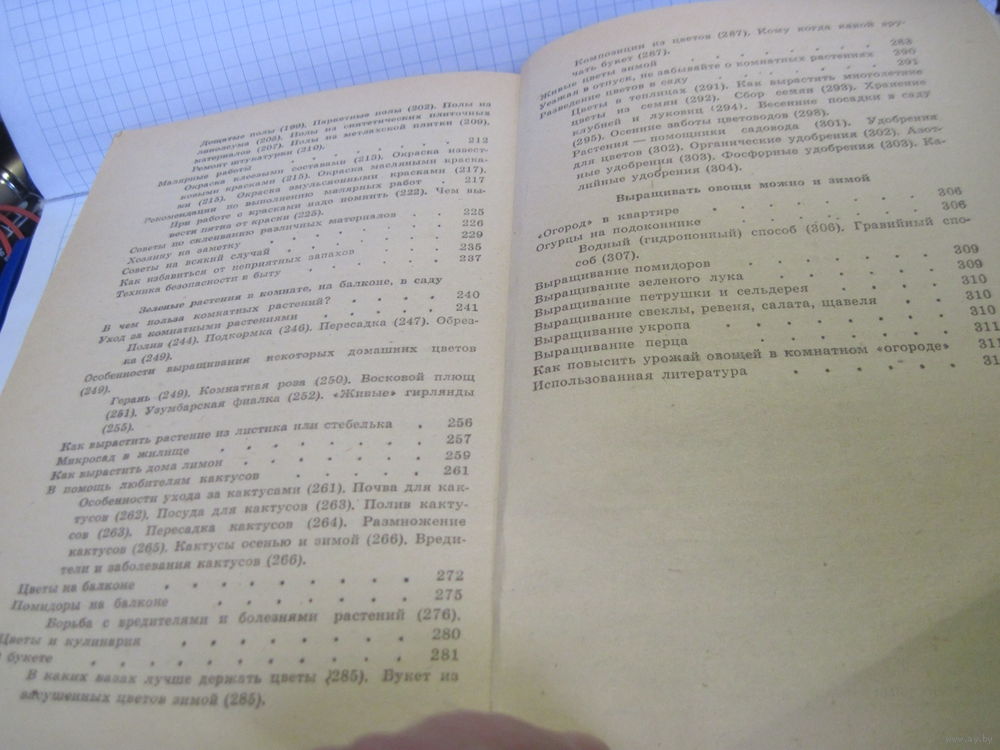 Дощатые полы (199). Паркетные полы (202). Полы из
линолеума (206). Полы из синтетических плиточных
материалов (207). Полы из метлахской плитки (209).
Ремонт штукатурки (210).
Малярные работы . . . . . . . 212
Окраска клеевыми составами (215). Окраска извест-
ковыми красками (215). Окраска масляными краска-
ми (215). Окраска эмульсионными красками (217).
Рекомендации по выполнению малярных работ . 217
При работе с красками надо помнить (222). Чем вы-
вести пятна от краски (225).
Советы по склеиванию различных материалов . . . 225
Хозяину на заметку . . . . . . . 226
Советы на всякий случай . . . . . . 229
Как избавиться от неприятных запахов . . . . 235
Техника безопасности в быту . . . . . . 237
Зеленые растения в комнате, на балконе, в саду
В чем польза комнатных растений? . . . . 240
Уход за комнатными растениями . . . . . 241
Полив (244). Подкормка (246). Пересадка (247). Обрез-
ка (249).
Особенности выращивания некоторых домашних цветов
(249).
Герань (249). Комнатная роза (250). Восковой плющ
(251). Узумбарская фиалка (252). «Живые» гирлянды
(255).
Как вырастить растение из листика или стебелька . 256
Микросад в жилище . . . . . . . 257
Как вырастить дома лимон . . . . . . 259
В помощь любителям кактусов . . . . . 261
Особенности ухода за кактусами (261). Почва для как-
тусов (262). Посуда для кактусов (263). Полив какту-
сов (263). Пересадка кактусов (264). Размножение
кактусов (265). Кактусы осенью и зимой (266). Вреди-
тели и заболевания кактусов (266).
Цветы на балконе . . . . . . . . 272
Помидоры на балконе . . . . . . 275
Борьба с вредителями и болезнями растений (276).
Цветы и кулинария . . . . . . . 280
букете . . . . . . . . . 281
В каких вазах лучше держать цветы (285). Букет из
засушенных цветов зимой (285).
Композиции из цветов (287). Кому когда какой вру-
чать букет (287).
Живые цветы зимой . . . . . . . 288
Уезжая в отпуск, не забывайте о комнатных растениях 290
Разведение цветов в саду . . . . . . 291
Цветы в теплицах (291). Как вырастить многолетние
цветы из семян (292). Сбор семян (293). Хранение
клубней и луковиц (294). Весенние посадки в саду
(295). Осенние заботы цветоводов (298).
Растения — помощники садовода (301). Удобрения
для цветов (302). Органические удобрения (302). Азот-
ные удобрения (303). Фосфорные удобрения (303). Ка-
лийные удобрения (304).
Выращивать овощи можно и зимой
«Огород» в квартире . . . . . . . 306
Огурцы на подоконнике . . . . . . 306
Водный (гидропонный) способ (306). Гравийный спо-
соб (307).
Выращивание помидоров . . . . . . 309
Выращивание зеленого лука . . . . . 309
Выращивание петрушки и сельдерея . . . . 310
Выращивание свеклы, ревеня, салата, щавеля . . 310
Выращивание укропа . . . . . . . 310
Выращивание перца . . . . . . . 311
Как повысить урожай овощей в комнатном «огороде» 311
Использованная литература . . . . . .
www.ay.by